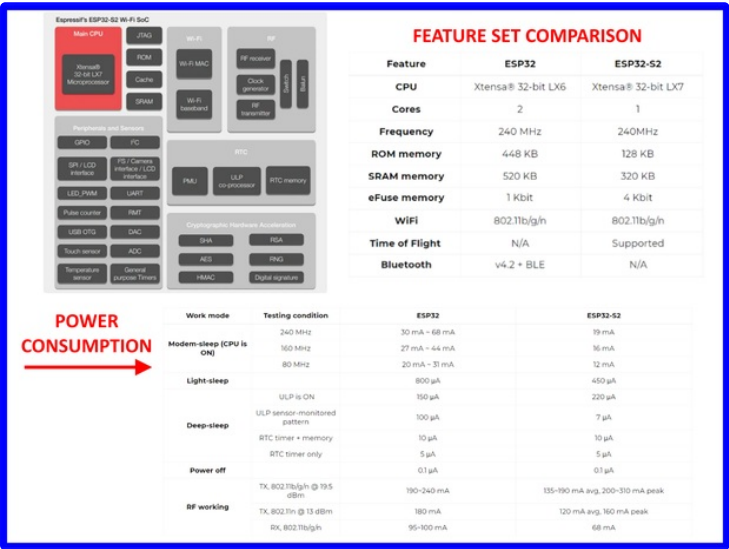 Espressif's ESP32-S2 Wi-Fi SoC
Main CPU
Xtensa®
32-bit LX7
Microprocessor
JTAG
ROM
Cache
SRAM
Wi-Fi
Wi-Fi MAC
Wi-Fi
baseband
RF
RF receiver
Clock
generator
RF
transmitter
Switch
Balun
Peripherals and Sensors
GPIO
I²C
SPI / LCD
interface
I²S / Camera
interface / LCD
interface
LED_PWM
UART
Pulse counter
RMT
USB OTG
DAC
Touch sensor
ADC
Temperature
sensor
General
purpose Timers
RTC
PMU
ULP
co-processor
RTC memory
Cryptographic Hardware Acceleration
SHA
RSA
AES
RNG
HMAC
Digital signature
FEATURE SET COMPARISON
Feature ESP32 ESP32-S2
CPU Xtensa® 32-bit LX6 Xtensa® 32-bit LX7
Cores 2 1
Frequency 240 MHz 240MHz
ROM memory 448 KB 128 KB
SRAM memory 520 KB 320 KB
eFuse memory 1 Kbit 4 Kbit
WiFi 802.11b/g/n 802.11b/g/n
Time of Flight N/A Supported
Bluetooth v4.2 + BLE N/A
POWER
CONSUMPTION
Work mode Testing condition ESP32 ESP32-S2
Modem-sleep (CPU is
ON)
240 MHz 30 mA ~ 68 mA 19 mA
160 MHz 27 mA ~ 44 mA 16 mA
80 MHz 20 mA ~ 31 mA 12 mA
Light-sleep 800 µA 450 µA
Deep-sleep
ULP is ON 150 µA 220 µA
ULP sensor-monitored
pattern 100 µA 7 µA
RTC timer + memory 10 µA 10 µA
RTC timer only 5 µA 5 µA
Power off 0.1 µA 0.1 µA
RF working
TX, 802.11b/g/n @ 19.5
dBm 190~240 mA 135~190 mA avg, 200~310 mA peak
TX, 802.11n @ 13 dBm 180 mA 120 mA avg, 160 mA peak
RX, 802.11b/g/n 95~100 mA 68 mA